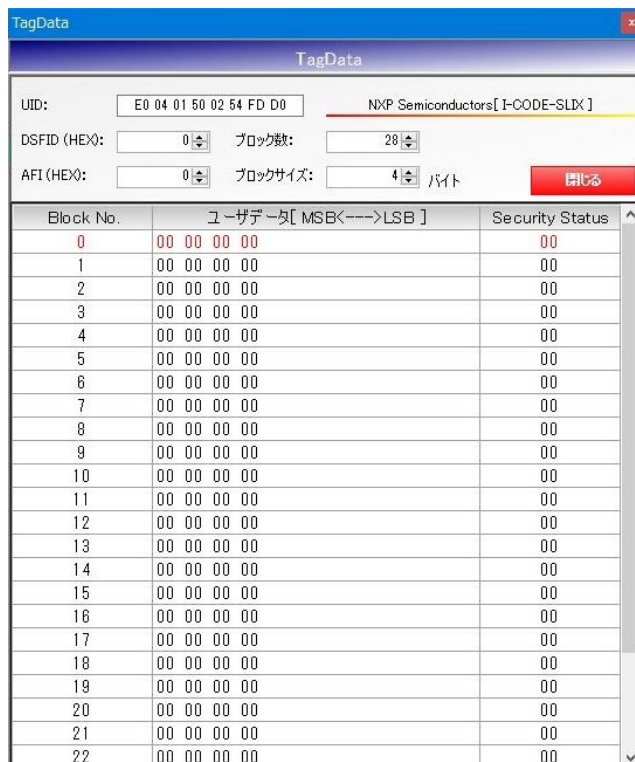 TagData
x
TagData
UID: E0 04 01 50 02 54 FD D0 NXP Semiconductors[ I-CODE-SLIX ]
DSFID (HEX): 0 ブロック数: 28
AFI (HEX): 0 ブロックサイズ: 4 バイト 閉じる
Block No. ユーザデータ[ MSB<--->LSB ] Security Status
0 00 00 00 00 00
1 00 00 00 00 00
2 00 00 00 00 00
3 00 00 00 00 00
4 00 00 00 00 00
5 00 00 00 00 00
6 00 00 00 00 00
7 00 00 00 00 00
8 00 00 00 00 00
9 00 00 00 00 00
10 00 00 00 00 00
11 00 00 00 00 00
12 00 00 00 00 00
13 00 00 00 00 00
14 00 00 00 00 00
15 00 00 00 00 00
16 00 00 00 00 00
17 00 00 00 00 00
18 00 00 00 00 00
19 00 00 00 00 00
20 00 00 00 00 00
21 00 00 00 00 00
22 00 00 00 00 00